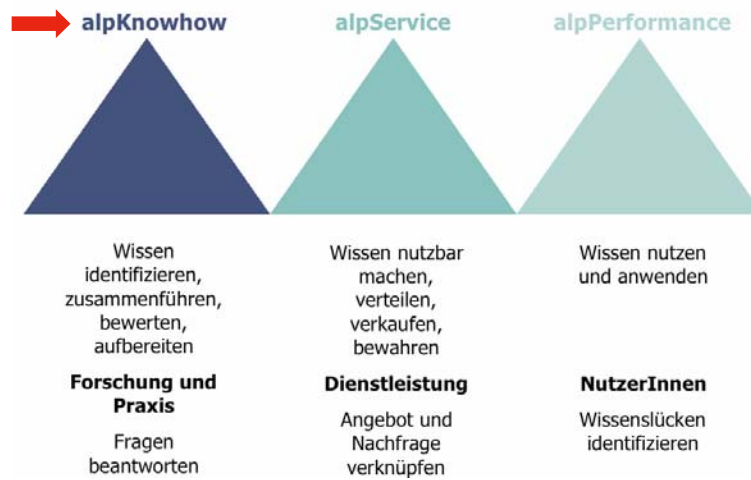 alpKnowhow
alpService
alpPerformance
Wissen
identifizieren,
zusammenführen,
bewerten,
aufbereiten
Forschung und
Praxis
Fragen
beantworten
Wissen nutzbar
machen,
verteilen,
verkaufen,
bewahren
Dienstleistung
Angebot und
Nachfrage
verknüpfen
Wissen nutzen
und anwenden
NutzerInnen
Wissenslücken
identifizieren